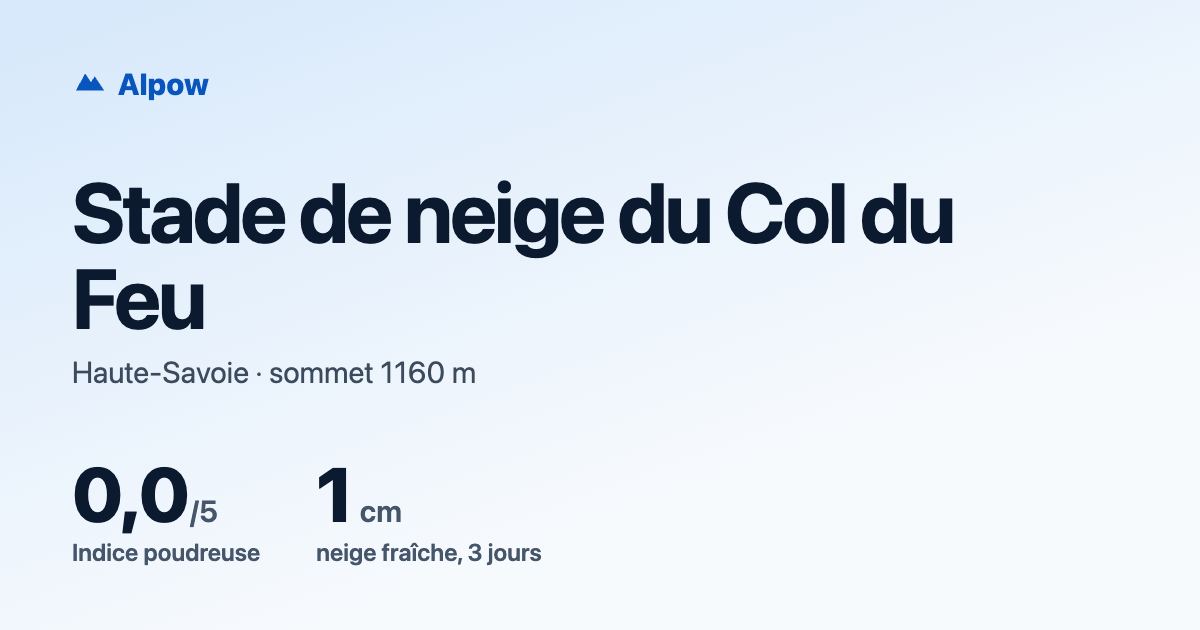 Alpow
Stade de neige du Col du
Feu
Haute-Savoie · sommet 1160 m
0,0/5
1 cm
Indice poudreuse
neige fraîche, 3 jours